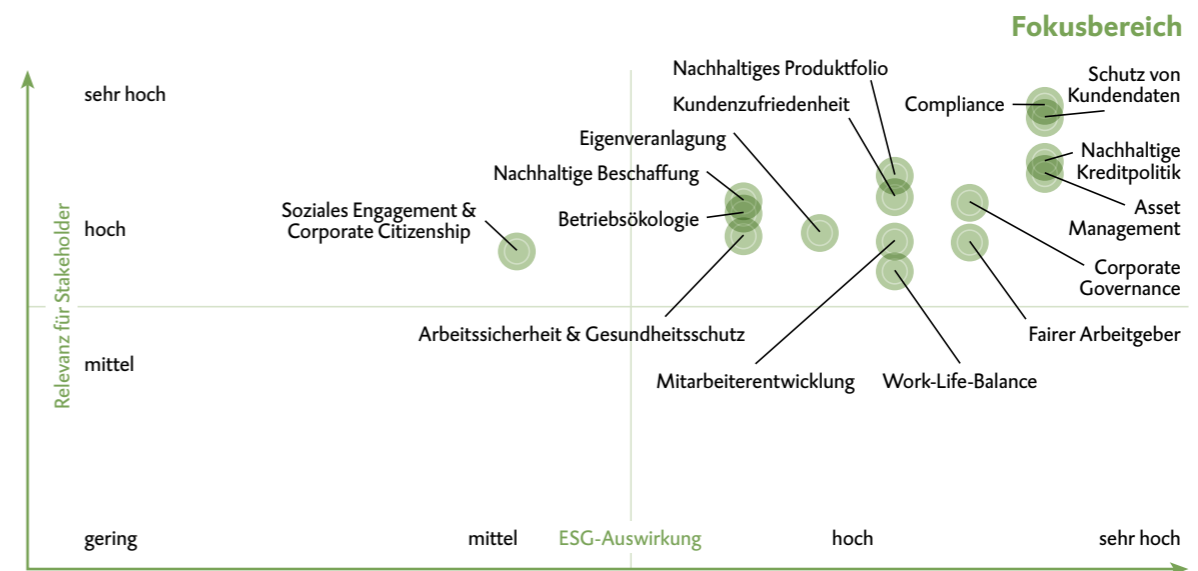 Fokusbereich
sehr hoch
Nachhaltiges Produktfolio
Kundenzufriedenheit
Compliance
Schutz von
Kundendaten
Eigenveranlagung
Nachhaltige Beschaffung
Nachhaltige
Kreditpolitik
Relevanz für Stakeholder
hoch
Soziales Engagement &
Corporate Citizenship
Betriebsökologie
Asset
Management
Corporate
Governance
Arbeitssicherheit & Gesundheitsschutz
Fairer Arbeitgeber
mittel
Mitarbeiterentwicklung
Work-Life-Balance
gering
mittel
ESG-Auswirkung
hoch
sehr hoch